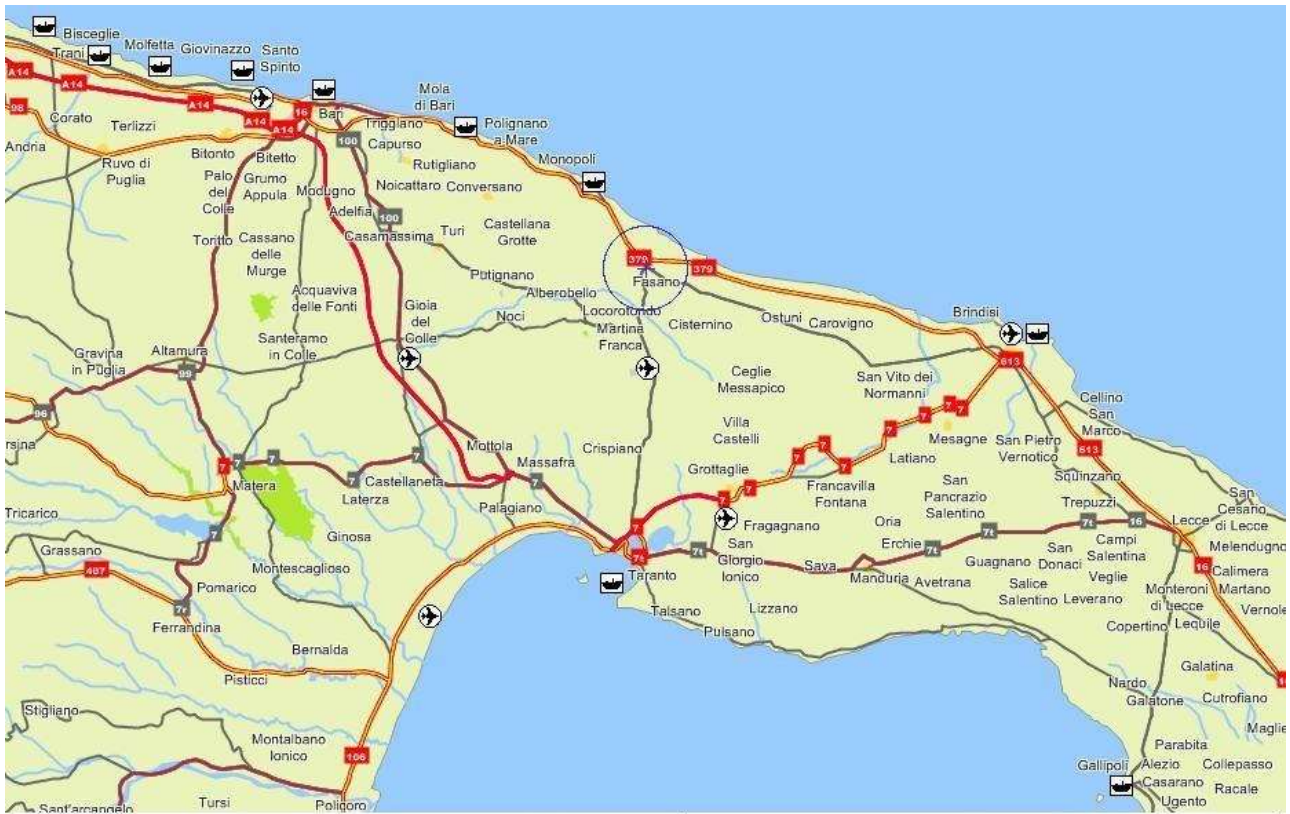 Bisceglie
Trani
Molfetta
Giovinazzo
Santo
Spirito
A14
A14
A14
A14
A14
98
16
Bari
Mola
di Bari
Corato
Terlizzi
Andria
Ruvo di
Puglia
Bitonto
Bitetto
Triggiano
Capurso
100
Rutigliano
Polignano
a Mare
Monopoli
Palo
del
Colle
Grumo
Appula
Modugno
Noicattaro
Conversano
Adelfia
100
Toritto
Cassano
delle
Murge
Casamassima
Turi
Castellana
Grotte
379
379
Fasano
Acquaviva
delle Fonti
Putignano
Alberobello
Locorotondo
Gioia
del
Colle
Noci
Martina
Franca
Cisternino
Ostuni
Carovigno
Brindisi
Santeramo
in Colle
Gravina
in Puglia
Altamura
99
96
Ceglie
Messapico
San Vito dei
Normanni
613
Cellino
San
Marco
Villa
Castelli
7
7
7
7
7
7
7
7
7
Mesagne
Latiano
San Pietro
Vernotico
613
Squinzano
Mottola
Crispiano
Massafra
Grottaglie
7
7
7
7
7
7
Matera
Laterza
Castellaneta
Palagiano
Francavilla
Fontana
San
Pancrazio
Salentino
Trepuzzi
San
Cesario
di Lecce
Lecce
Tricarico
Ginosa
7
7
Fragagnano
Oria
Erchie
7t
7t
7t
16
Campi
Salentina
Melendugno
Grassano
487
Montescaglioso
Pomarico
7r
Ferrandina
7t
7t
Taranto
San
Giorgio
Ionico
Sava
Manduria
Avetrana
Guagnano
San
Donaci
Salice
Salentino
Veglie
Leverano
16
Calimera
Martano
Monteroni
di Lecce
Vernole
Copertino
Lequile
Talsano
Lizzano
Pulsano
Bernalda
Pisticci
Galatina
Nardo
Galatone
Cutrofiano
Stigliano
Montalbano
Ionico
106
Maglie
Parabita
Gallipoli
Alezio
Collepasso
Casarano
Racale
Ugento
Sant'arcangelo
Tursi
Policoro